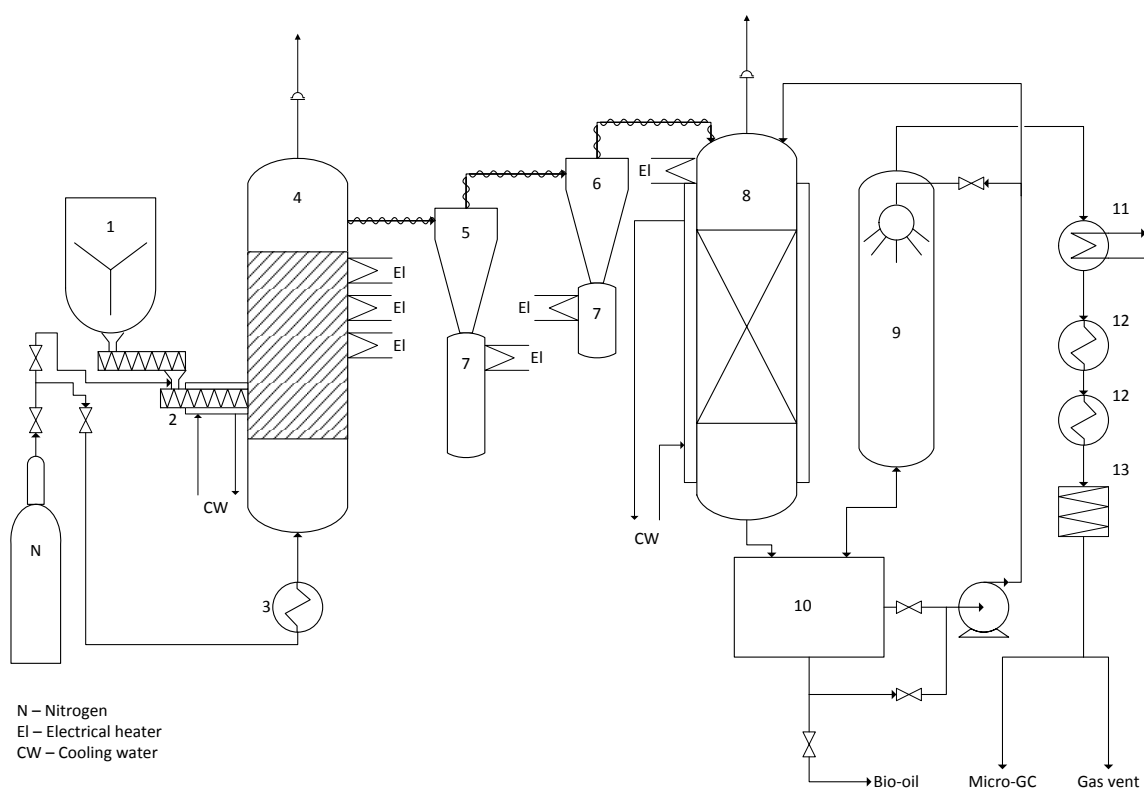 1
2
N
CW
3
4
El
El
El
5
7
El
6
El
7
El
8
CW
9
10
11
12
12
13
Bio-oil
Micro-GC
Gas vent
N – Nitrogen
El – Electrical heater
CW – Cooling water